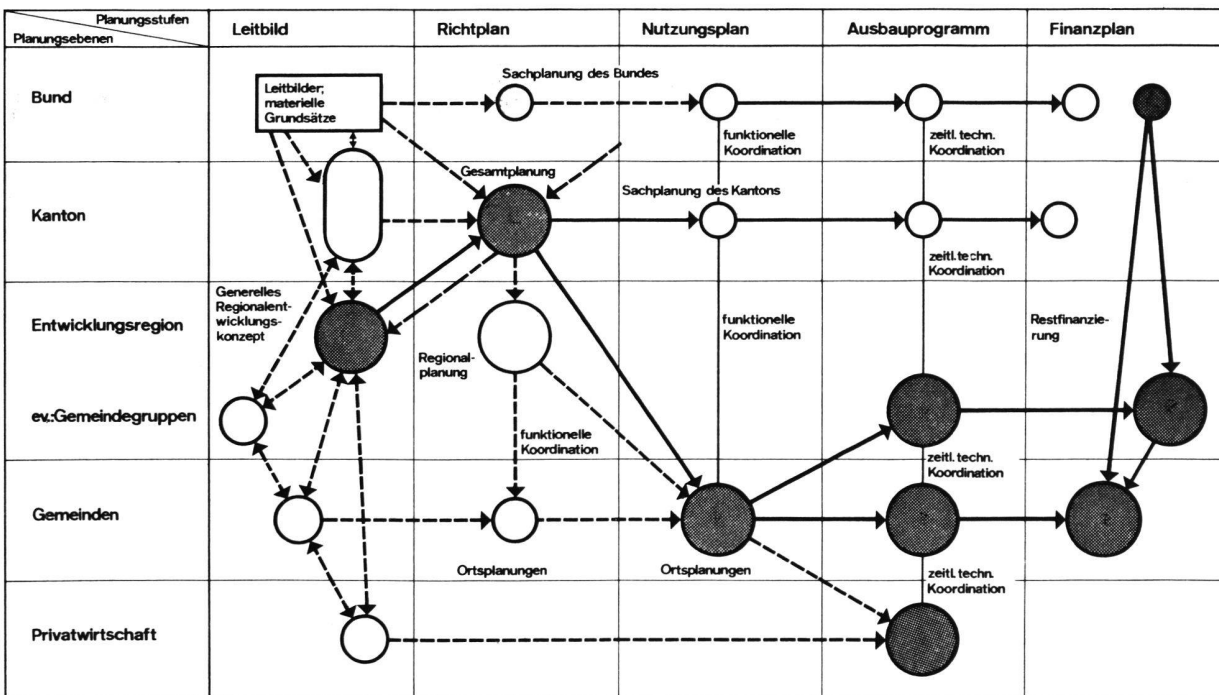 Planungsstufen
Planungsebenen
Leitbild
Richtplan
Nutzungsplan
Ausbauprogramm
Finanzplan
Bund
Leitbilder;
materielle
Grundsätze
Sachplanung des Bundes
funktionelle
Koordination
zeitl. techn.
Koordination
Kanton
Gesamtplanung
Sachplanung des Kantons
zeitl. techn.
Koordination
Entwicklungsregion
Generelles
Regionalent-
wicklungs-
konzept
Regional-
planung
funktionelle
Koordination
Restfinanzie-
rung
ev.:Gemeindegruppen
funktionelle
Koordination
zeitl. techn.
Koordination
Gemeinden
Ortsplanungen
Ortsplanungen
zeitl. techn.
Koordination
Privatwirtschaft